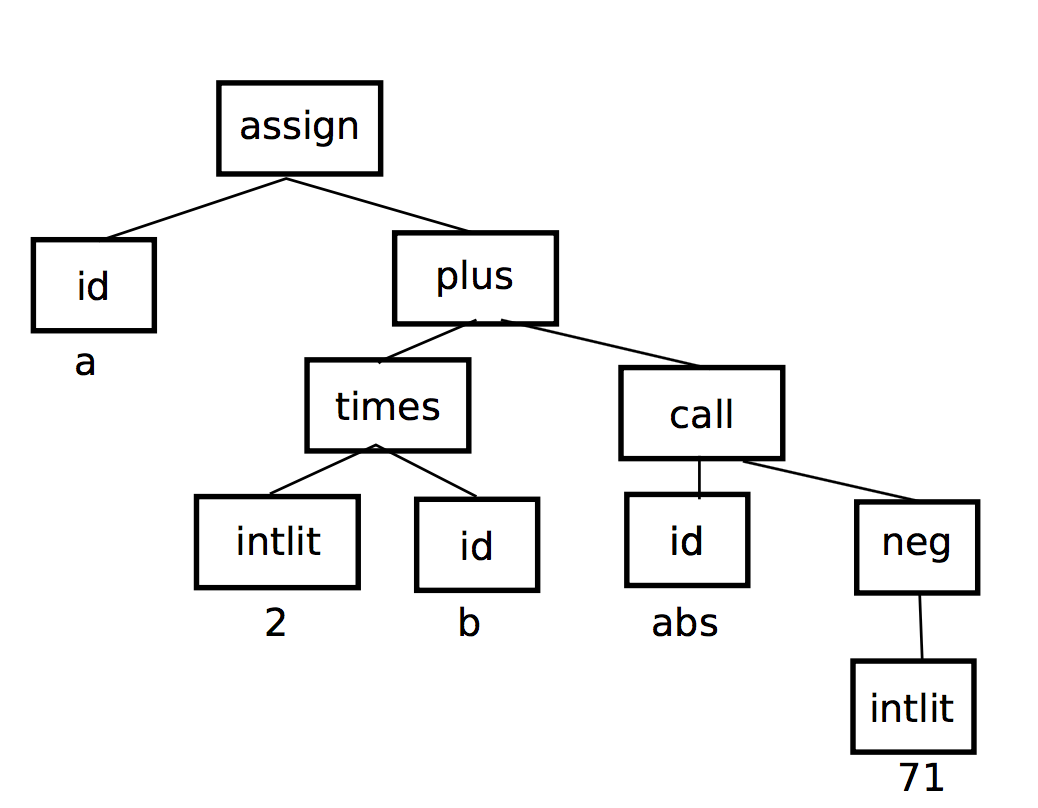 assign
id
a
plus
times
call
intlit
2
id
b
id
abs
neg
intlit
71